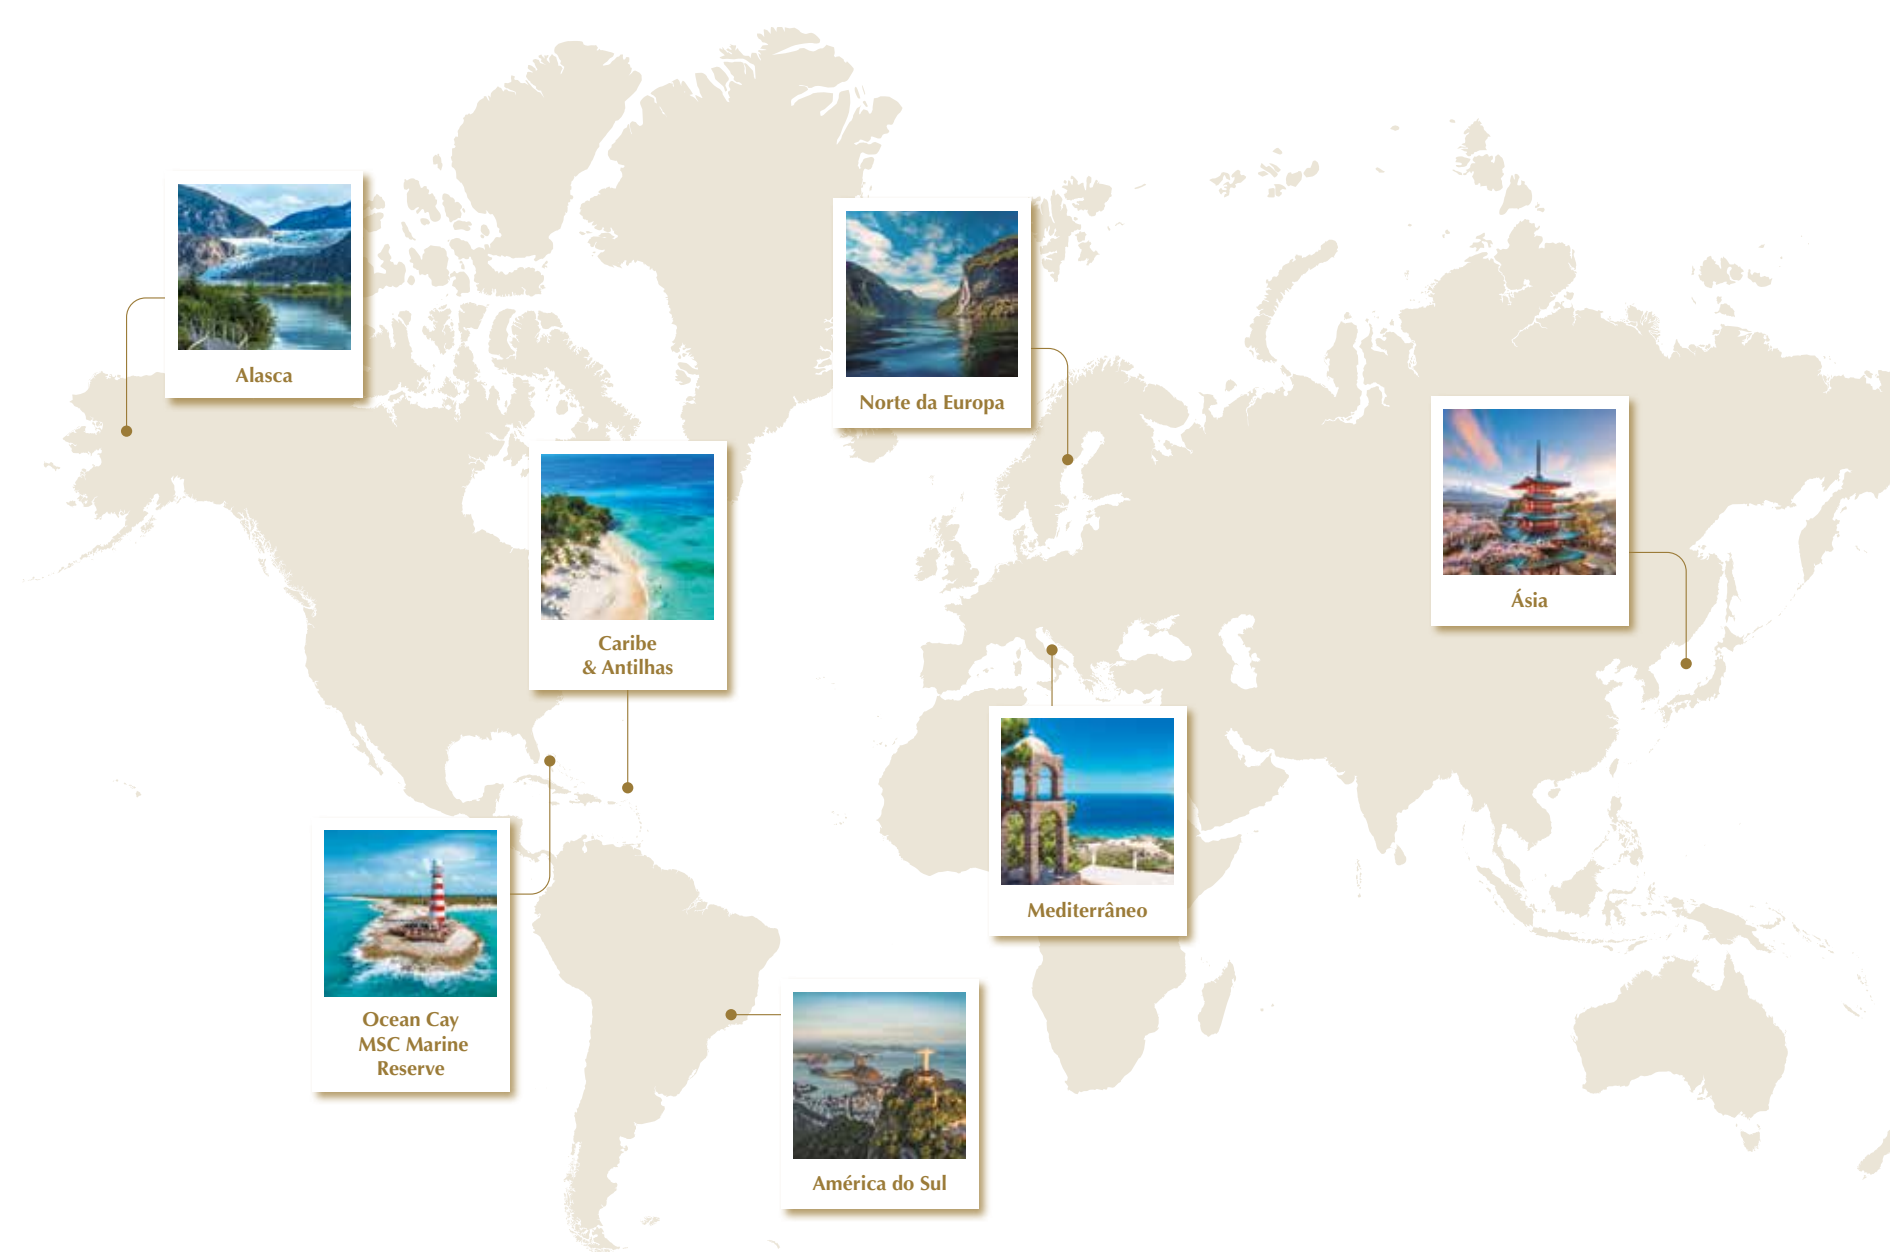 Alasca
Norte da Europa
Caribe
& Antilhas
Ásia
Mediterrâneo
Ocean Cay
MSC Marine
Reserve
América do Sul